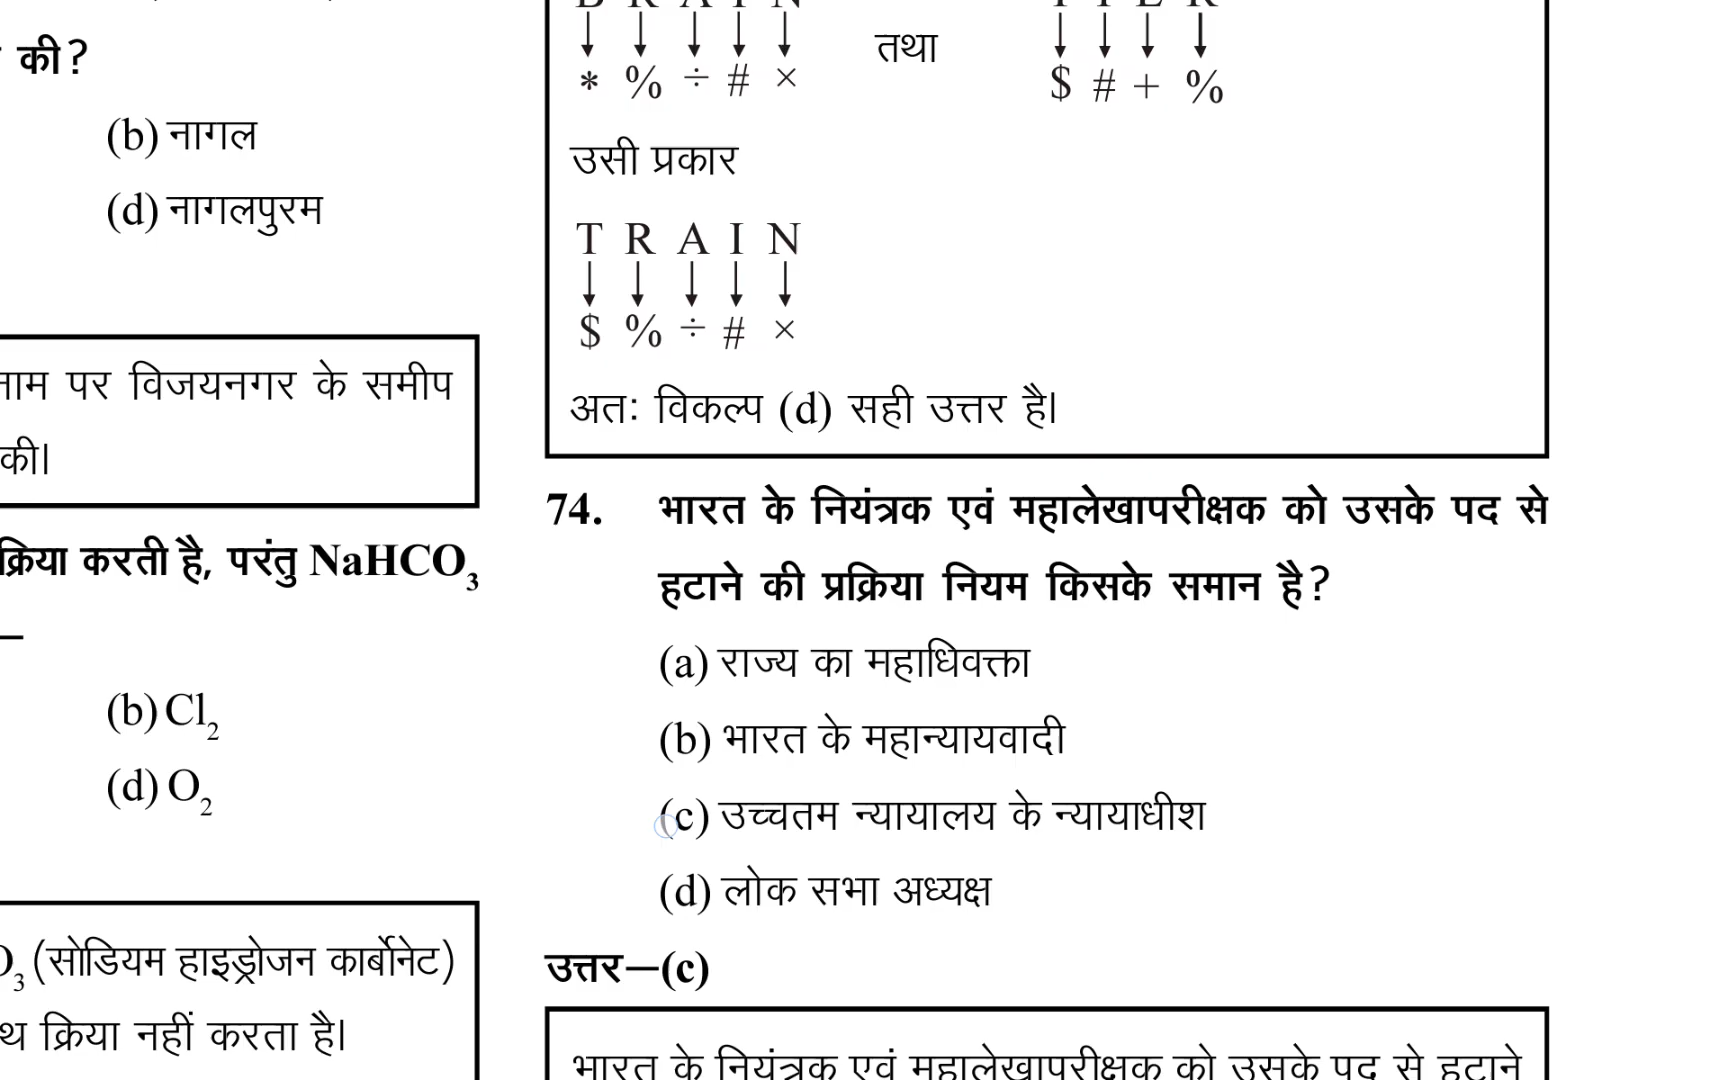 की?
(b) नागल
(d) नागलपुरम
नाम पर विजयनगर के समीप
की।
क्रिया करती है, परंतु NaHCO₃
–
(b) Cl₂
(d) O₂
O₃ (सोडियम हाइड्रोजन कार्बोनेट)
थ क्रिया नहीं करता है।
* % ÷ # × तथा $ # + %
उसी प्रकार
T R A I N
↓ ↓ ↓ ↓ ↓
$ % ÷ # ×
अतः विकल्प (d) सही उत्तर है।
74. भारत के नियंत्रक एवं महालेखापरीक्षक को उसके पद से
हटाने की प्रक्रिया नियम किसके समान है?
(a) राज्य का महाधिवक्ता
(b) भारत के महान्यायवादी
(c) उच्चतम न्यायालय के न्यायाधीश
(d) लोक सभा अध्यक्ष
उत्तर—(c)
भारत के नियंत्रक एवं महालेखापरीक्षक को उसके पद से हटाने